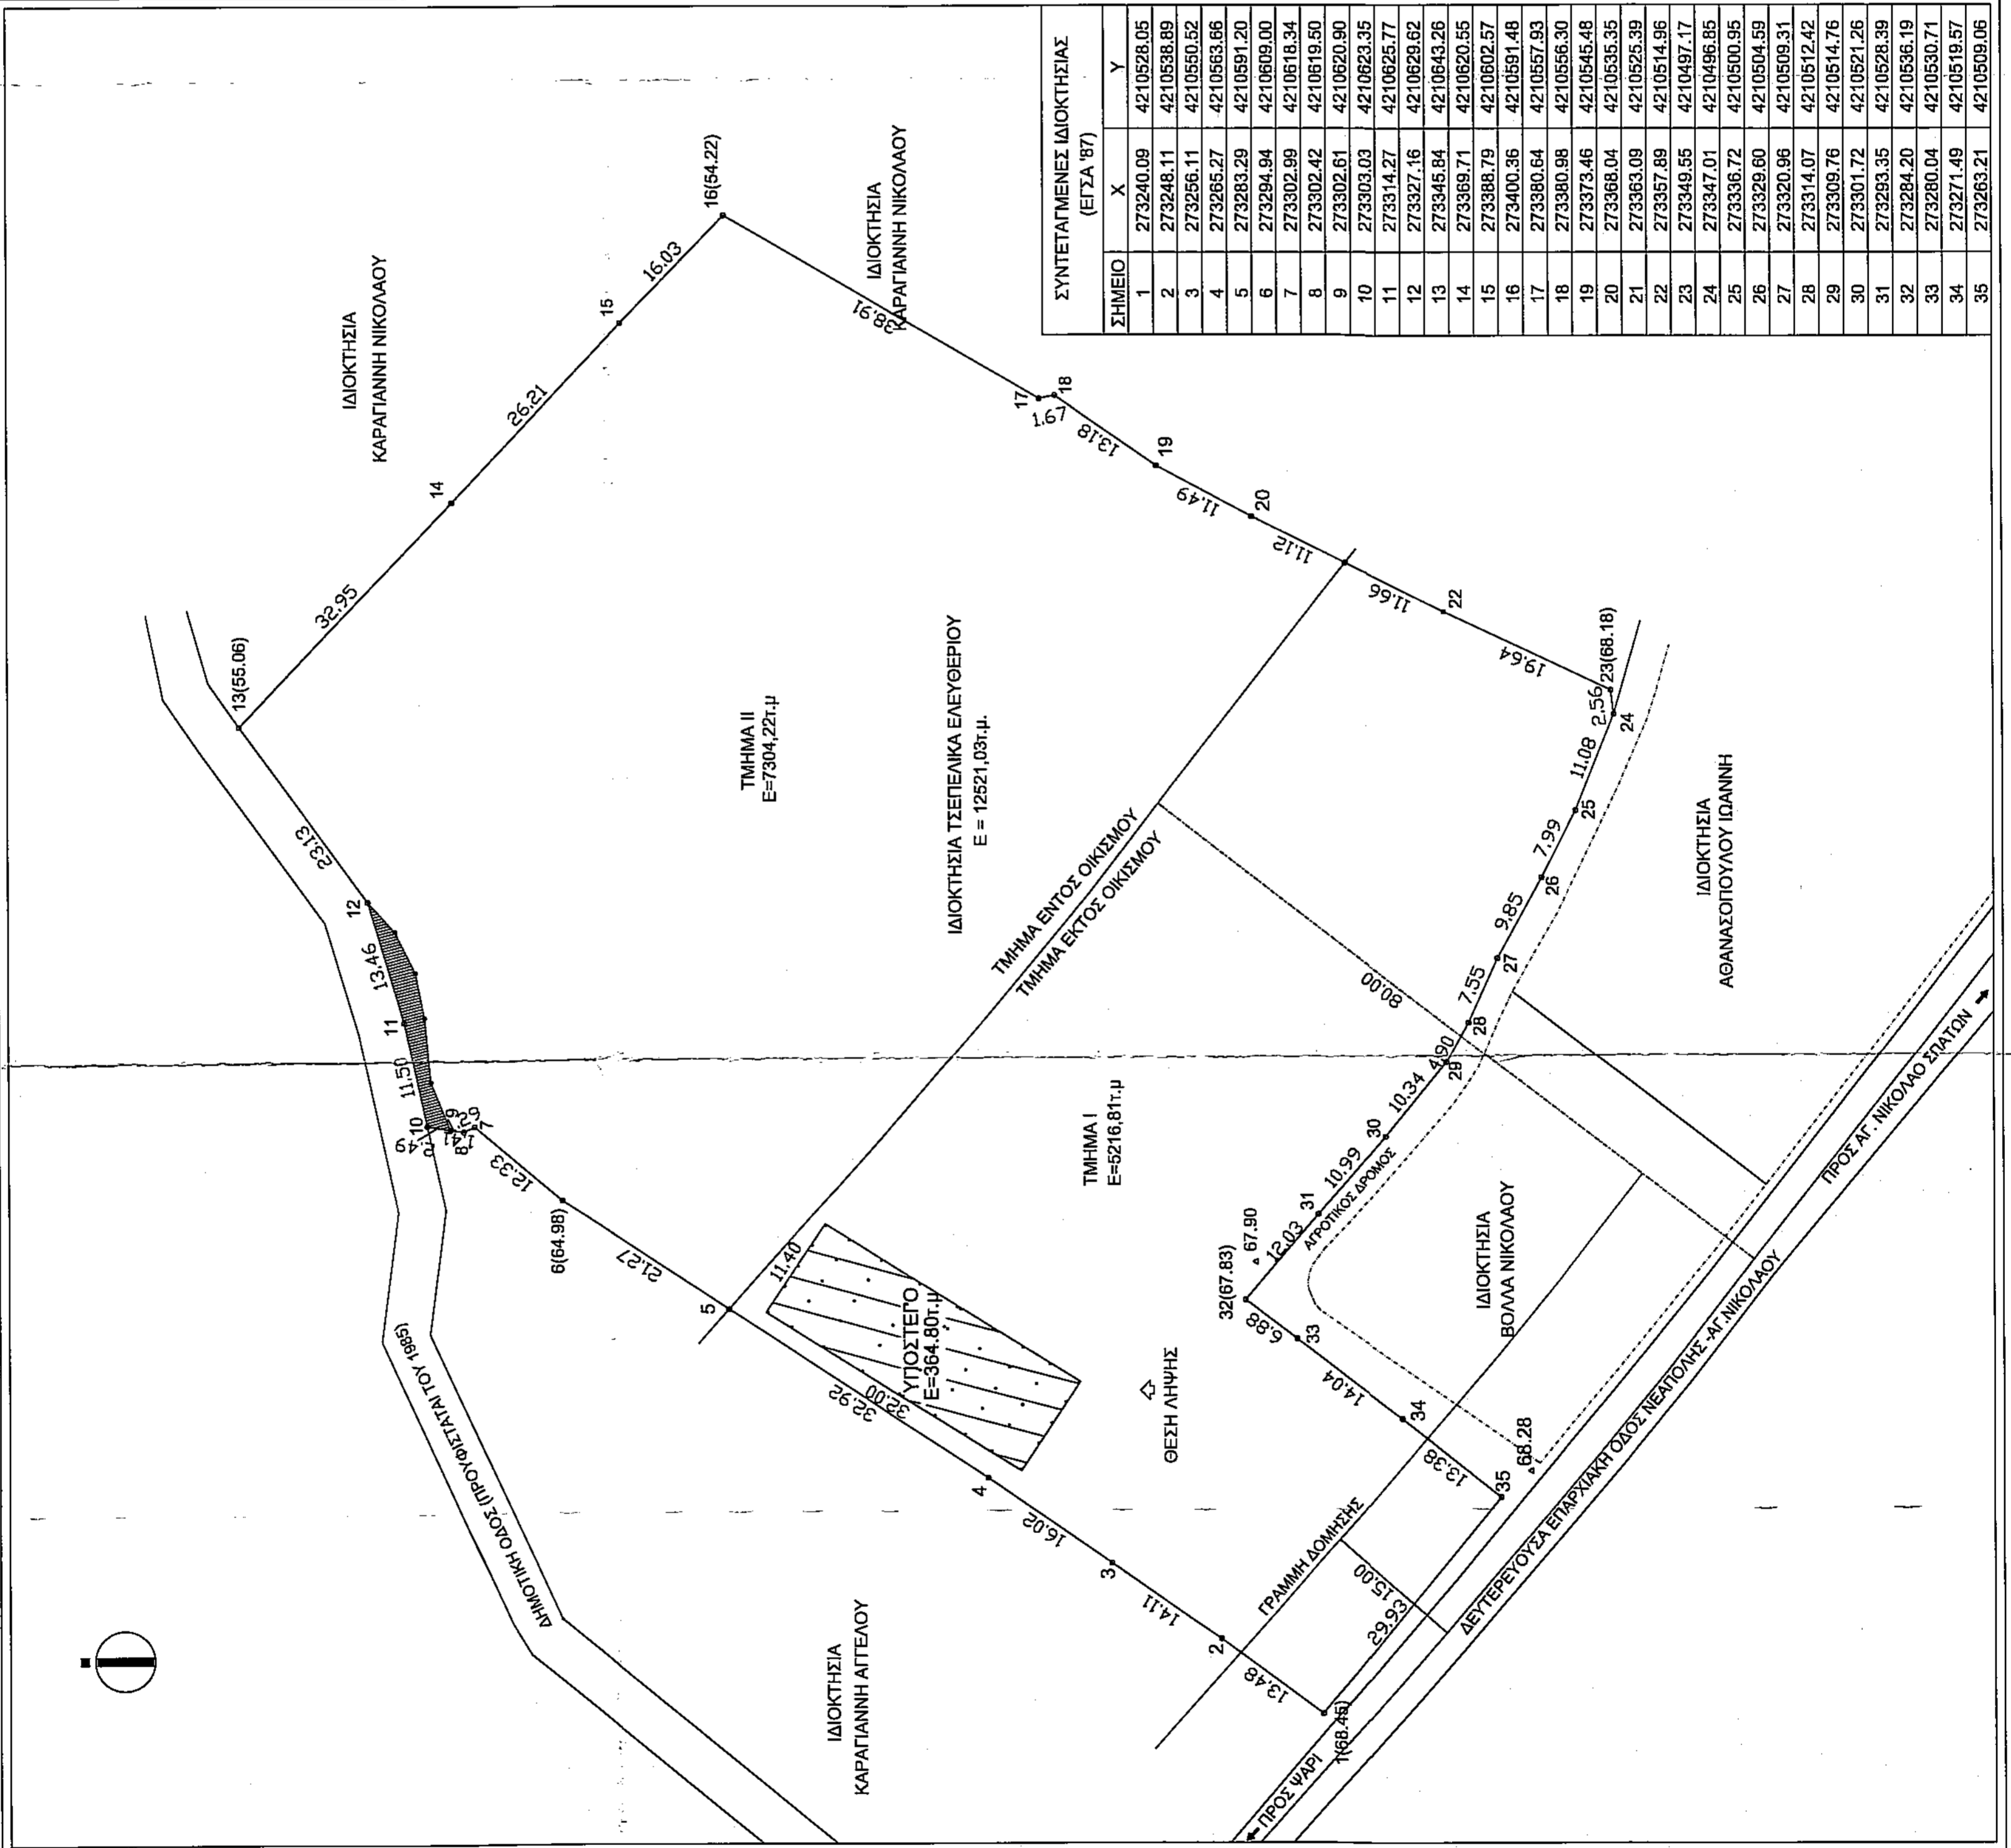 ΔΗΜΟΤΙΚΗ ΟΔΟΣ (ΠΡΟΥΦΙΣΤΑΤΑΙ ΤΟΥ 1985)
ΙΔΙΟΚΤΗΣΙΑ
ΚΑΡΑΓΙΑΝΝΗ ΑΓΓΕΛΟΥ
ΙΔΙΟΚΤΗΣΙΑ
ΚΑΡΑΓΙΑΝΝΗ ΝΙΚΟΛΑΟΥ
ΙΔΙΟΚΤΗΣΙΑ
ΚΑΡΑΓΙΑΝΝΗ ΝΙΚΟΛΑΟΥ
ΤΜΗΜΑ ΙΙ
Ε=7304,22τ.μ
ΙΔΙΟΚΤΗΣΙΑ ΤΣΕΠΕΛΙΚΑ ΕΛΕΥΘΕΡΙΟΥ
Ε = 12521,03τ.μ.
ΤΜΗΜΑ ΕΝΤΟΣ ΟΙΚΙΣΜΟΥ
ΤΜΗΜΑ ΕΚΤΟΣ ΟΙΚΙΣΜΟΥ
ΤΜΗΜΑ Ι
Ε=5216,81τ.μ
ΥΠΟΣΤΕΓΟ
Ε=364.80τ.μ
11.40
32.00
ΘΕΣΗ ΛΗΨΗΣ
ΓΡΑΜΜΗ ΔΟΜΗΣΗΣ
15.00
80.00
ΑΓΡΟΤΙΚΟΣ ΔΡΟΜΟΣ
ΙΔΙΟΚΤΗΣΙΑ
ΒΟΛΛΑ ΝΙΚΟΛΑΟΥ
ΙΔΙΟΚΤΗΣΙΑ
ΑΘΑΝΑΣΟΠΟΥΛΟΥ ΙΩΑΝΝΗ
ΠΡΟΣ ΨΑΡΙ
ΔΕΥΤΕΡΕΥΟΥΣΑ ΕΠΑΡΧΙΑΚΗ ΟΔΟΣ ΝΕΑΠΟΛΗΣ -ΑΓ.ΝΙΚΟΛΑΟΥ
ΠΡΟΣ ΑΓ. ΝΙΚΟΛΑΟ ΣΠΑΤΩΝ
1(68.45)
13.48
2
14.11
3
16.02
4
32.92
5
21.27
6(64.98)
12.33
7
8
1.41
9
10
11.50
11
13.46
12
23.13
13(55.06)
32.95
14
26.21
15
16.03
16(54.22)
38.91
17
1.67
18
13.18
19
11.49
20
11.12
11.66
22
19.64
23(68.18)
2.56
24
11.08
25
7.99
26
9.85
27
7.55
28
4.90
29
10.34
30
10.99
31
12.03
32(67.83)
67.90
6.88
33
14.04
34
13.38
35
68.28
29.93
ΣΥΝΤΕΤΑΓΜΕΝΕΣ ΙΔΙΟΚΤΗΣΙΑΣ
(ΕΓΣΑ '87)
ΣΗΜΕΙΟ X Y
1 273240.09 4210528.05
2 273248.11 4210538.89
3 273256.11 4210550.52
4 273265.27 4210563.66
5 273283.29 4210591.20
6 273294.94 4210609.00
7 273302.99 4210618.34
8 273302.42 4210619.50
9 273302.61 4210620.90
10 273303.03 4210623.35
11 273314.27 4210625.77
12 273327.16 4210629.62
13 273345.84 4210643.26
14 273369.71 4210620.55
15 273388.79 4210602.57
16 273400.36 4210591.48
17 273380.64 4210557.93
18 273380.98 4210556.30
19 273373.46 4210545.48
20 273368.04 4210535.35
21 273363.09 4210525.39
22 273357.89 4210514.96
23 273349.55 4210497.17
24 273347.01 4210496.85
25 273336.72 4210500.95
26 273329.60 4210504.59
27 273320.96 4210509.31
28 273314.07 4210512.42
29 273309.76 4210514.76
30 273301.72 4210521.26
31 273293.35 4210528.39
32 273284.20 4210536.19
33 273280.04 4210530.71
34 273271.49 4210519.57
35 273263.21 4210509.06